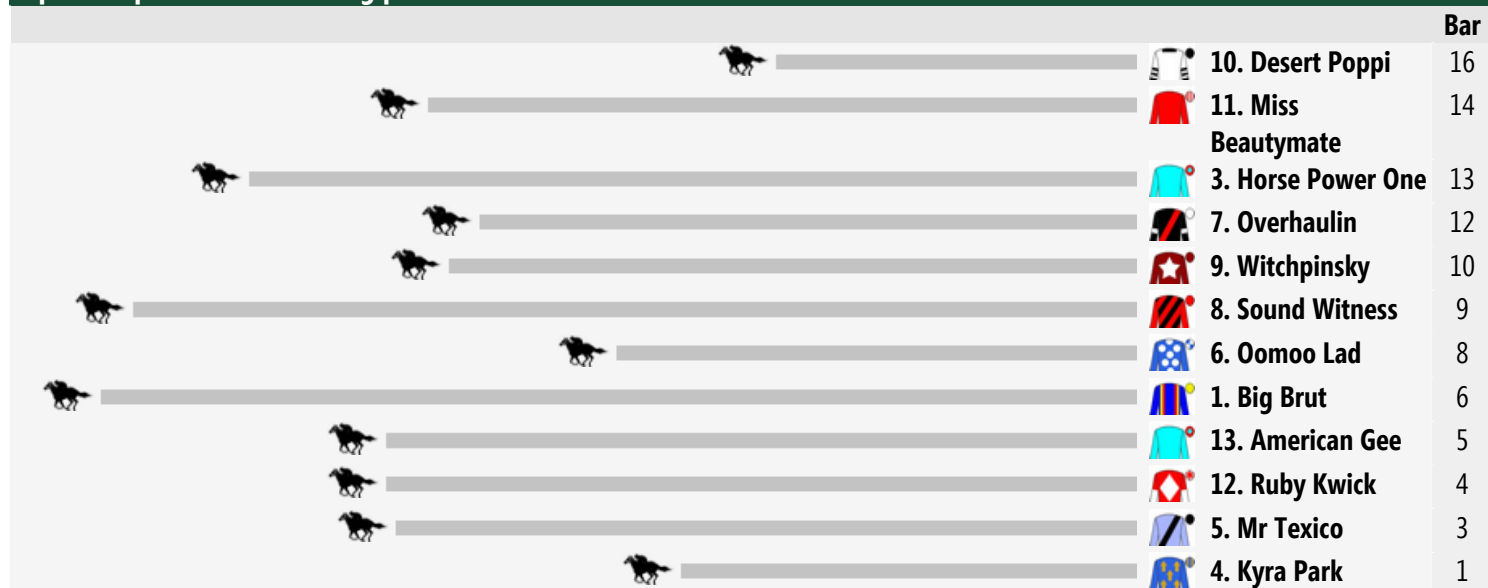 Bar
10. Desert Poppi 16
11. Miss 14
Beautymate
3. Horse Power One 13
7. Overhaulin 12
9. Witchpinsky 10
8. Sound Witness 9
6. Oomoo Lad 8
1. Big Brut 6
13. American Gee 5
12. Ruby Kwick 4
5. Mr Texico 3
4. Kyra Park 1